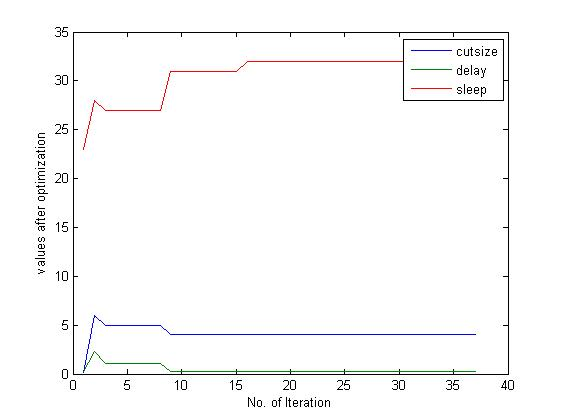 35
30
25
20
15
10
5
0
values after optimization
cutsize
delay
sleep
0 5 10 15 20 25 30 35 40
No. of Iteration